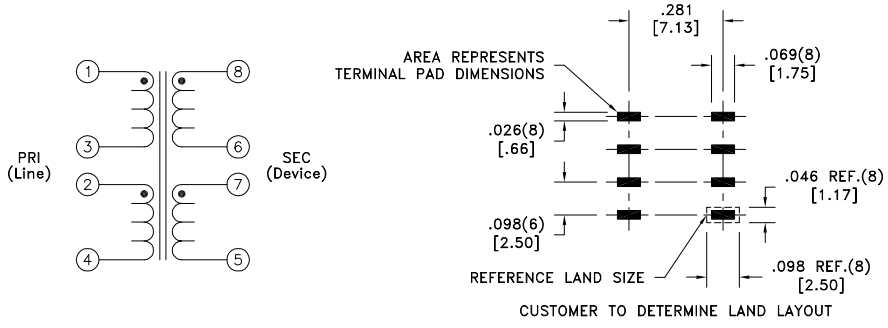 1
8
3
6
PRI
(Line)
SEC
(Device)
2
7
4
5
.281
[7.13]
AREA REPRESENTS
TERMINAL PAD DIMENSIONS
.069(8)
[1.75]
.026(8)
[.66]
.046 REF.(8)
[1.17]
.098(6)
[2.50]
REFERENCE LAND SIZE
.098 REF.(8)
[2.50]
CUSTOMER TO DETERMINE LAND LAYOUT